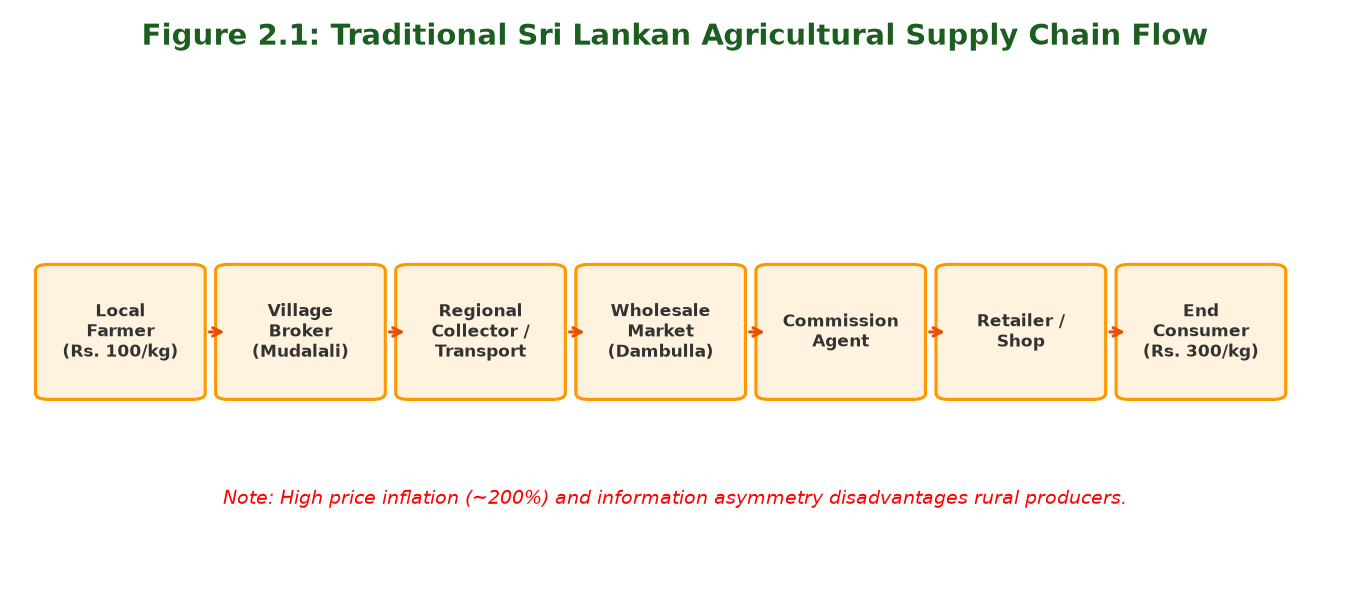 Figure 2.1: Traditional Sri Lankan Agricultural Supply Chain Flow
Local
Farmer
(Rs. 100/kg)
Village
Broker
(Mudalali)
Regional
Collector /
Transport
Wholesale
Market
(Dambulla)
Commission
Agent
Retailer /
Shop
End
Consumer
(Rs. 300/kg)
Note: High price inflation (~200%) and information asymmetry disadvantages rural producers.